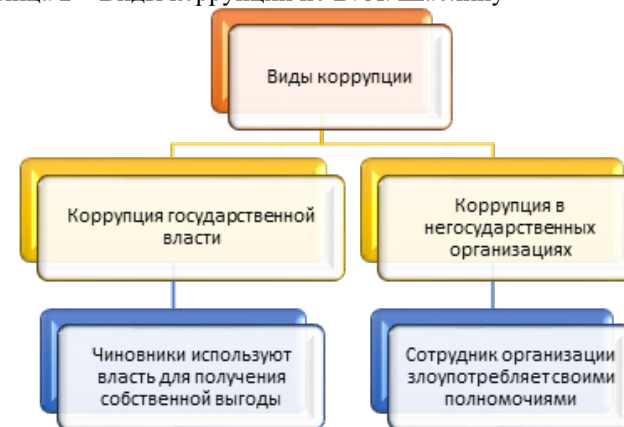 Виды коррупции
Коррупция государственной
власти
Коррупция в
негосударственных
организациях
Чиновники используют
власть для получения
собственной выгоды
Сотрудник организации
злоупотребляет своими
полномочиями